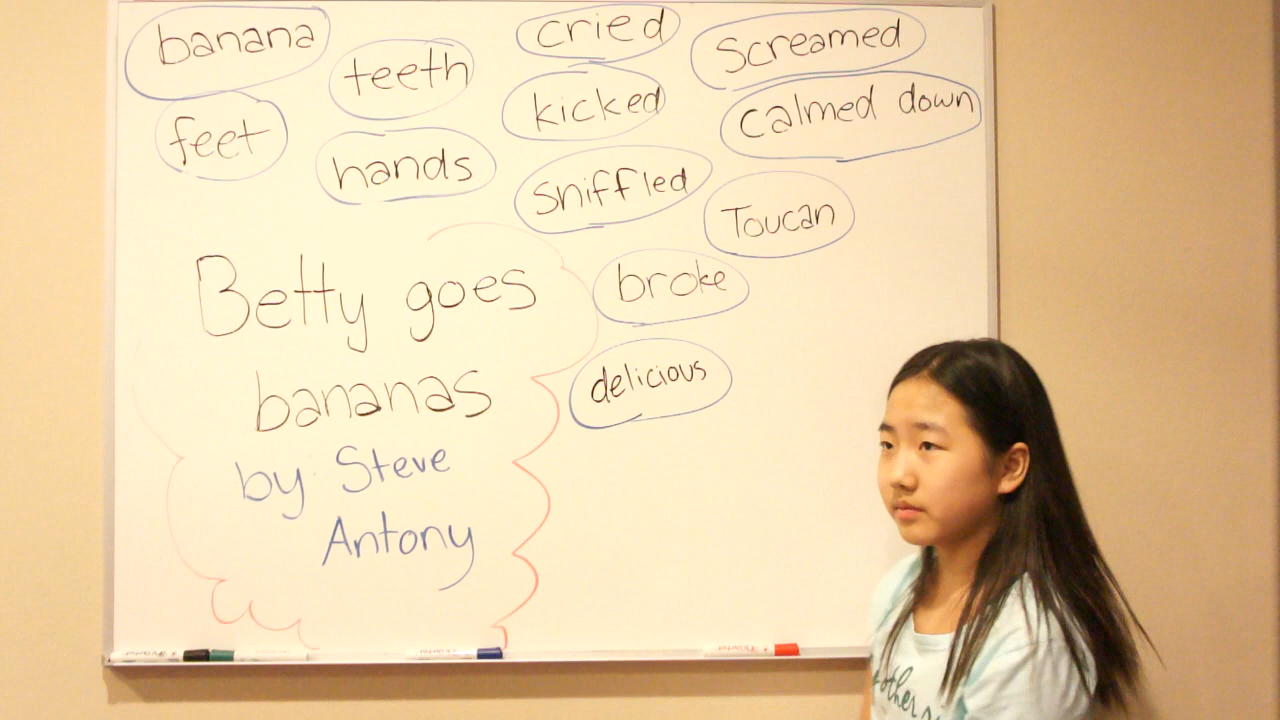 banana
teeth
cried
Screamed
feet
hands
kicked
calmed down
Sniffled
Toucan
broke
delicious
Betty goes
bananas
by Steve
Antony